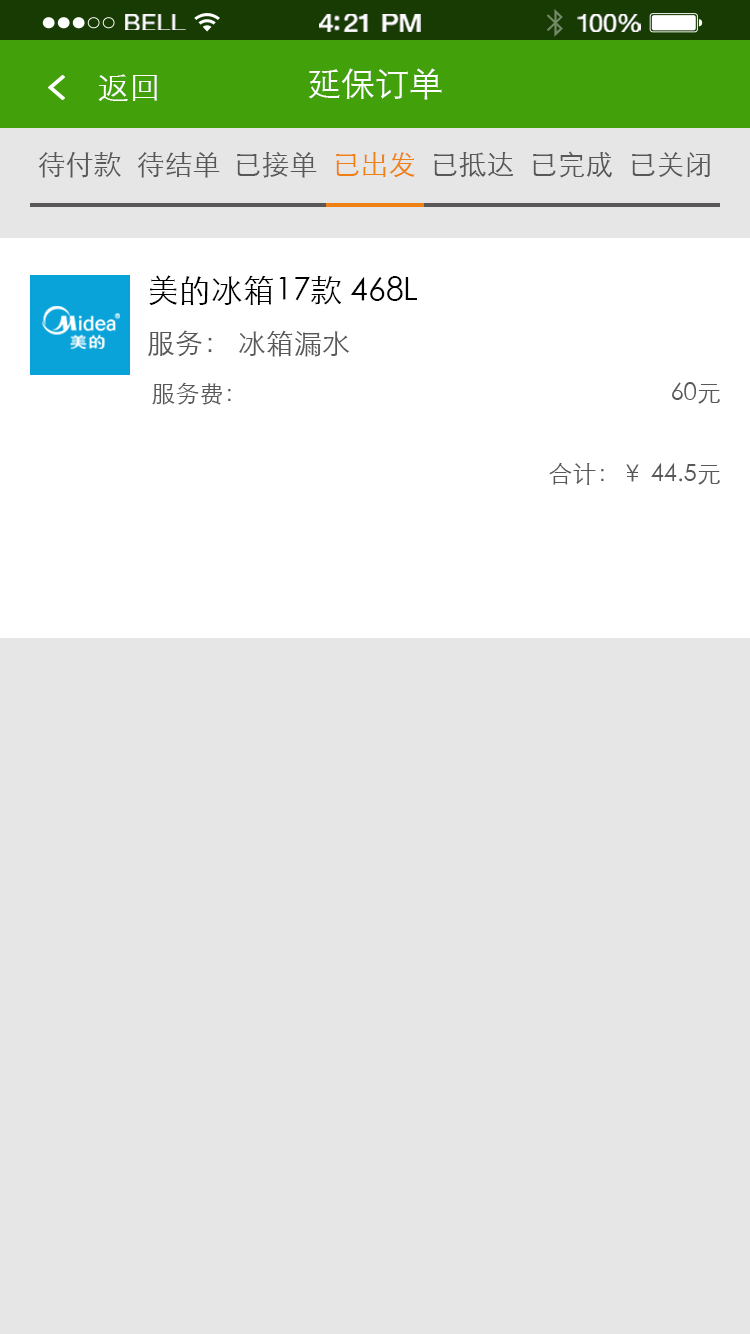 BELL 4:21 PM 100%
返回 延保订单
待付款 待结单 已接单 已出发 已抵达 已完成 已关闭
美的冰箱17款 468L
Midea®
美的
服务： 冰箱漏水
服务费： 60元
合计：￥ 44.5元